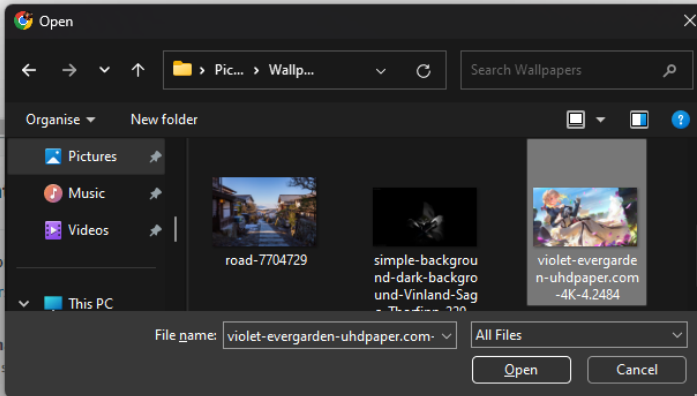 Open
Pic... > Wallp...
Search Wallpapers
Organise
New folder
Pictures
Music
Videos
This PC
road-7704729
simple-backgrou
nd-dark-backgro
und-Vinland-Sag
violet-evergarde
n-uhdpaper.com
-4K-4.2484
File name:
violet-evergarden-uhdpaper.com-
All Files
Open
Cancel